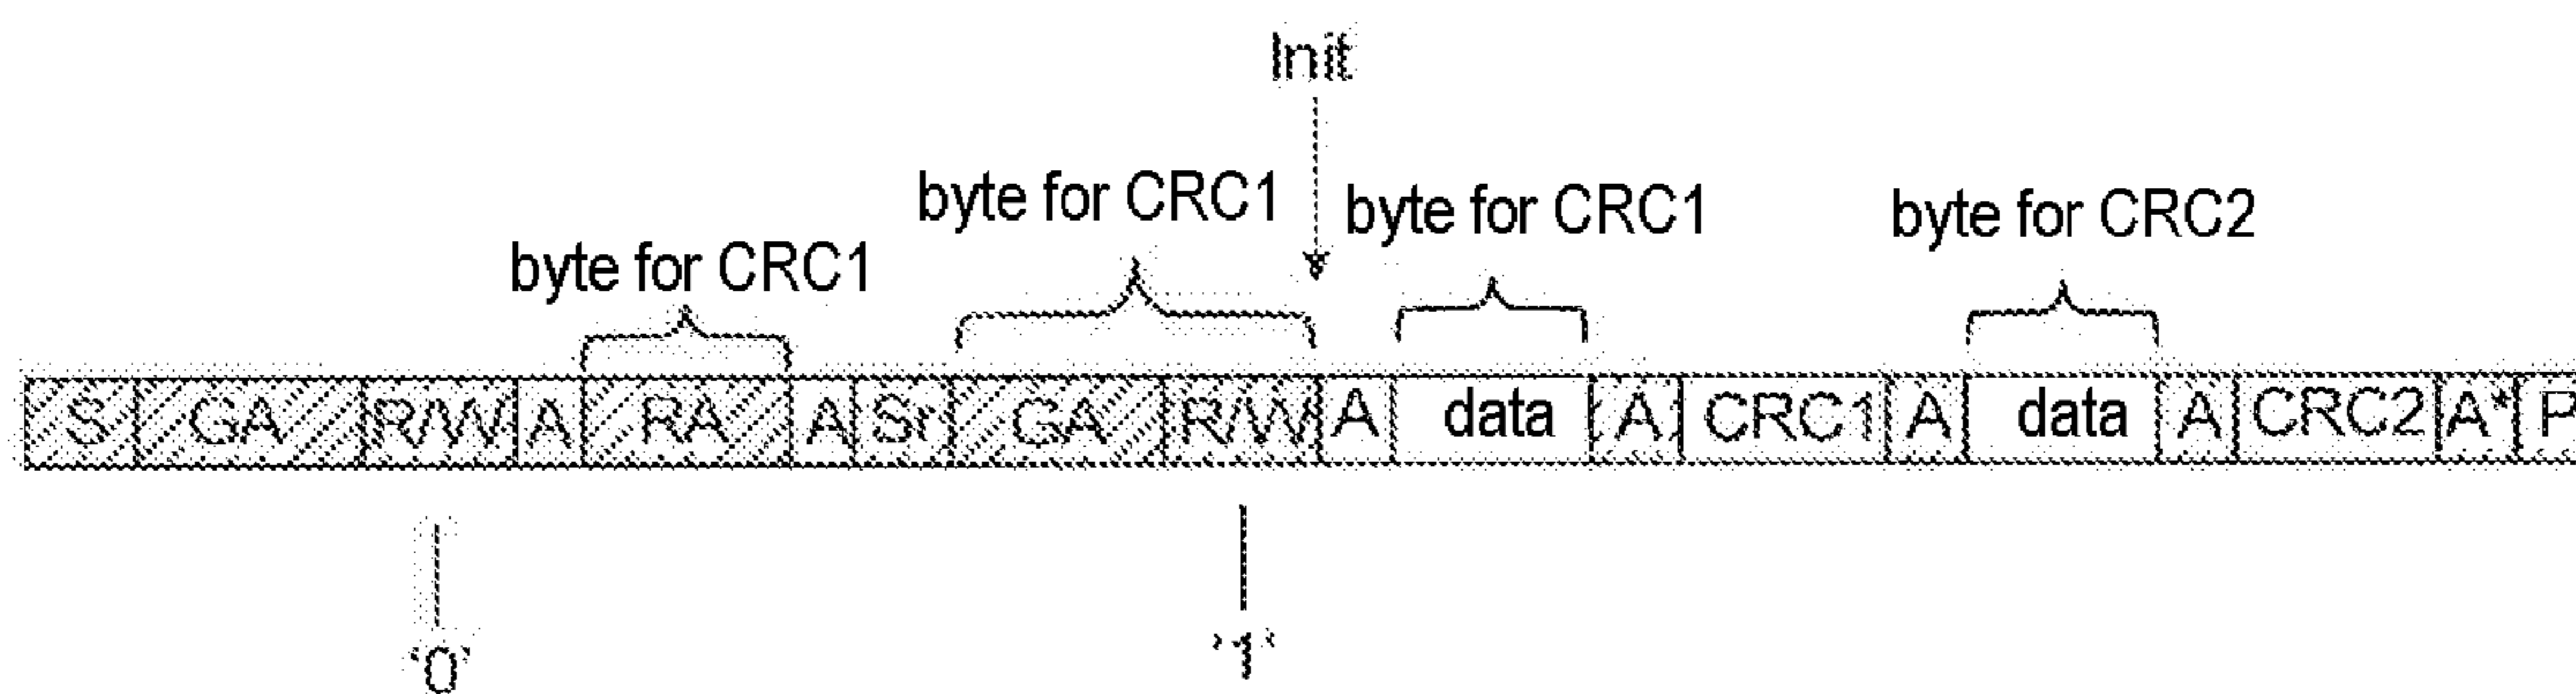 Init
byte for CRC1 byte for CRC1 byte for CRC1 byte for CRC2
S GA R/W A RA A Sr GA R/W A data A CRC1 A data A CRC2 A* P
'0' '1'